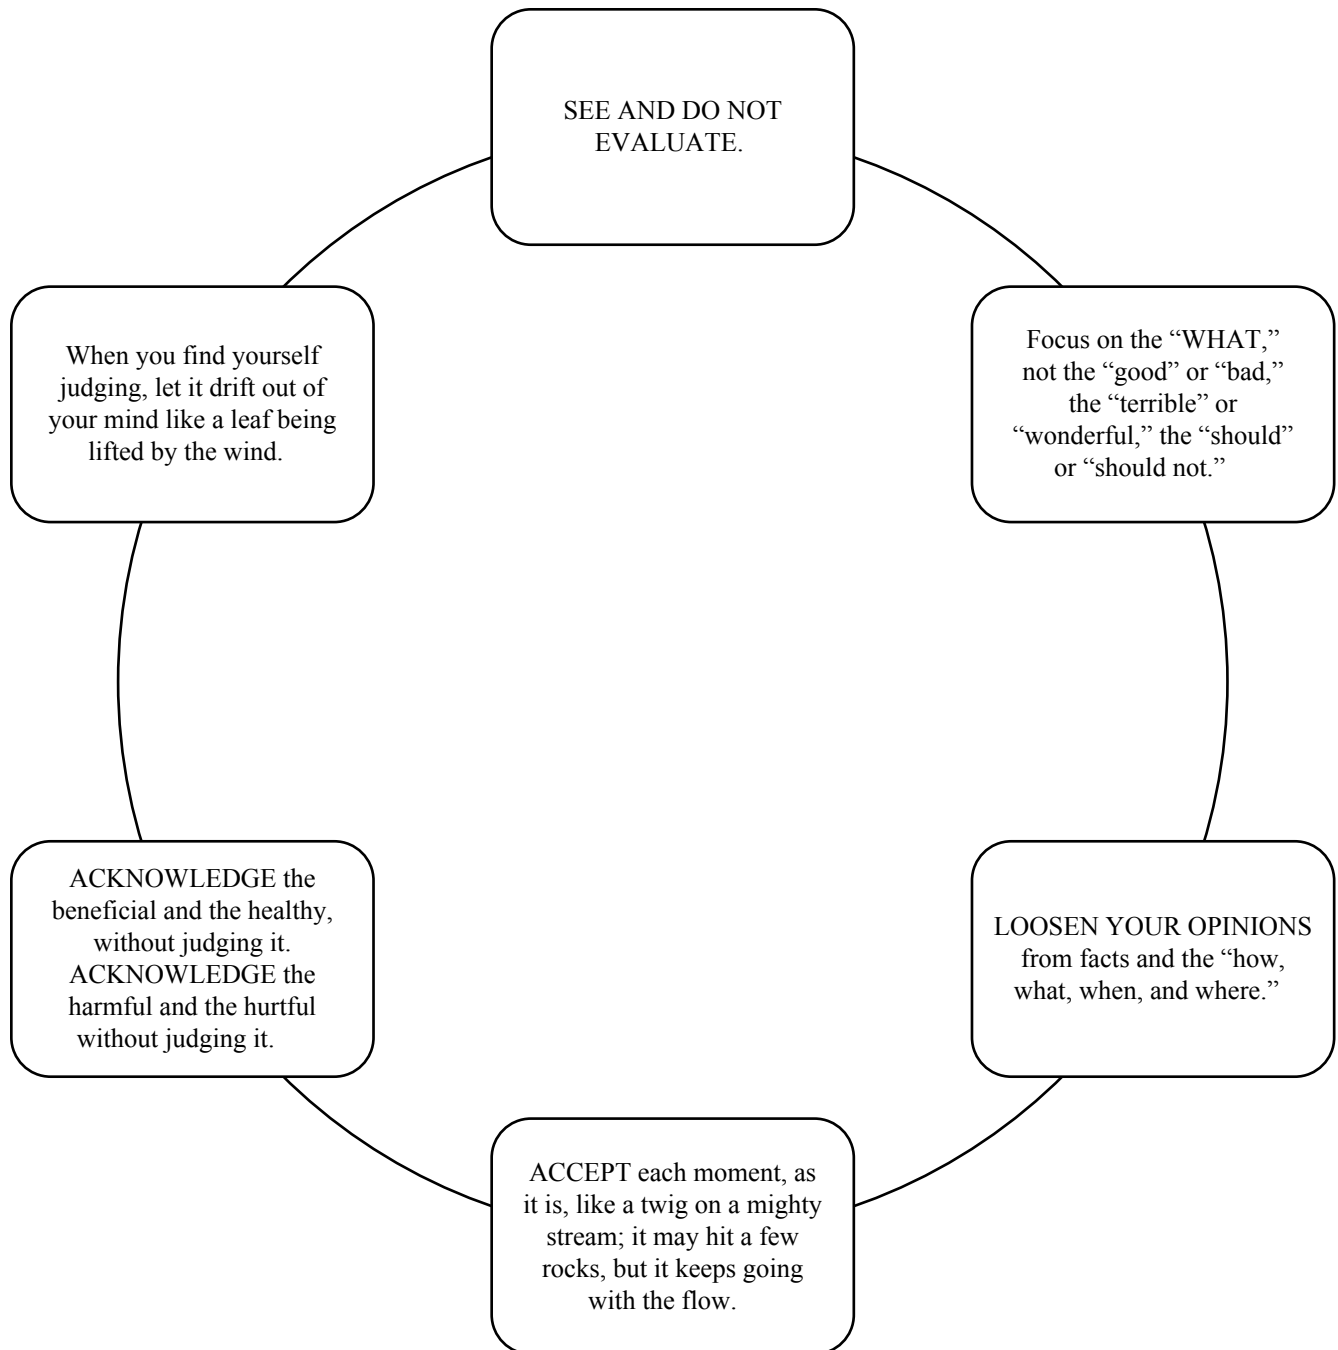 SEE AND DO NOT
EVALUATE.
Focus on the “WHAT,”
not the “good” or “bad,”
the “terrible” or
“wonderful,” the “should”
or “should not.”
LOOSEN YOUR OPINIONS
from facts and the “how,
what, when, and where.”
ACCEPT each moment, as
it is, like a twig on a mighty
stream; it may hit a few
rocks, but it keeps going
with the flow.
ACKNOWLEDGE the
beneficial and the healthy,
without judging it.
ACKNOWLEDGE the
harmful and the hurtful
without judging it.
When you find yourself
judging, let it drift out of
your mind like a leaf being
lifted by the wind.